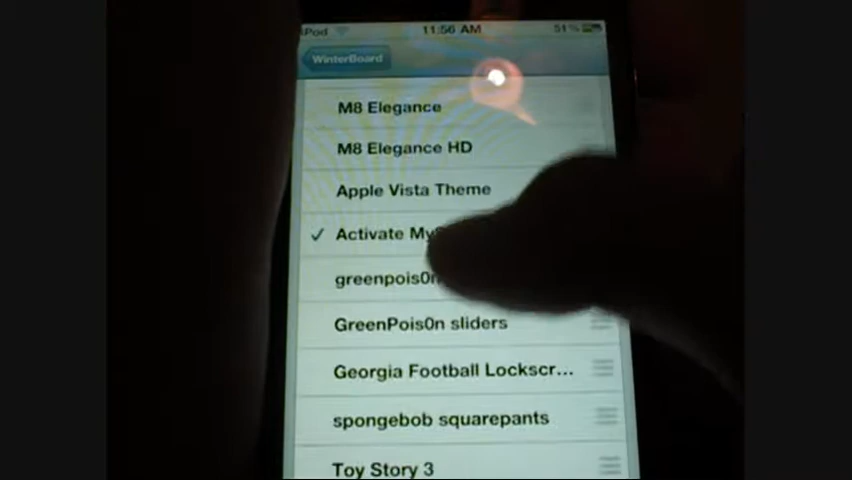 iPod 11:56 AM 51%
WinterBoard
M8 Elegance
M8 Elegance HD
Apple Vista Theme
Activate My
greenpois0n
GreenPois0n sliders
Georgia Football Lockscr...
spongebob squarepants
Toy Story 3